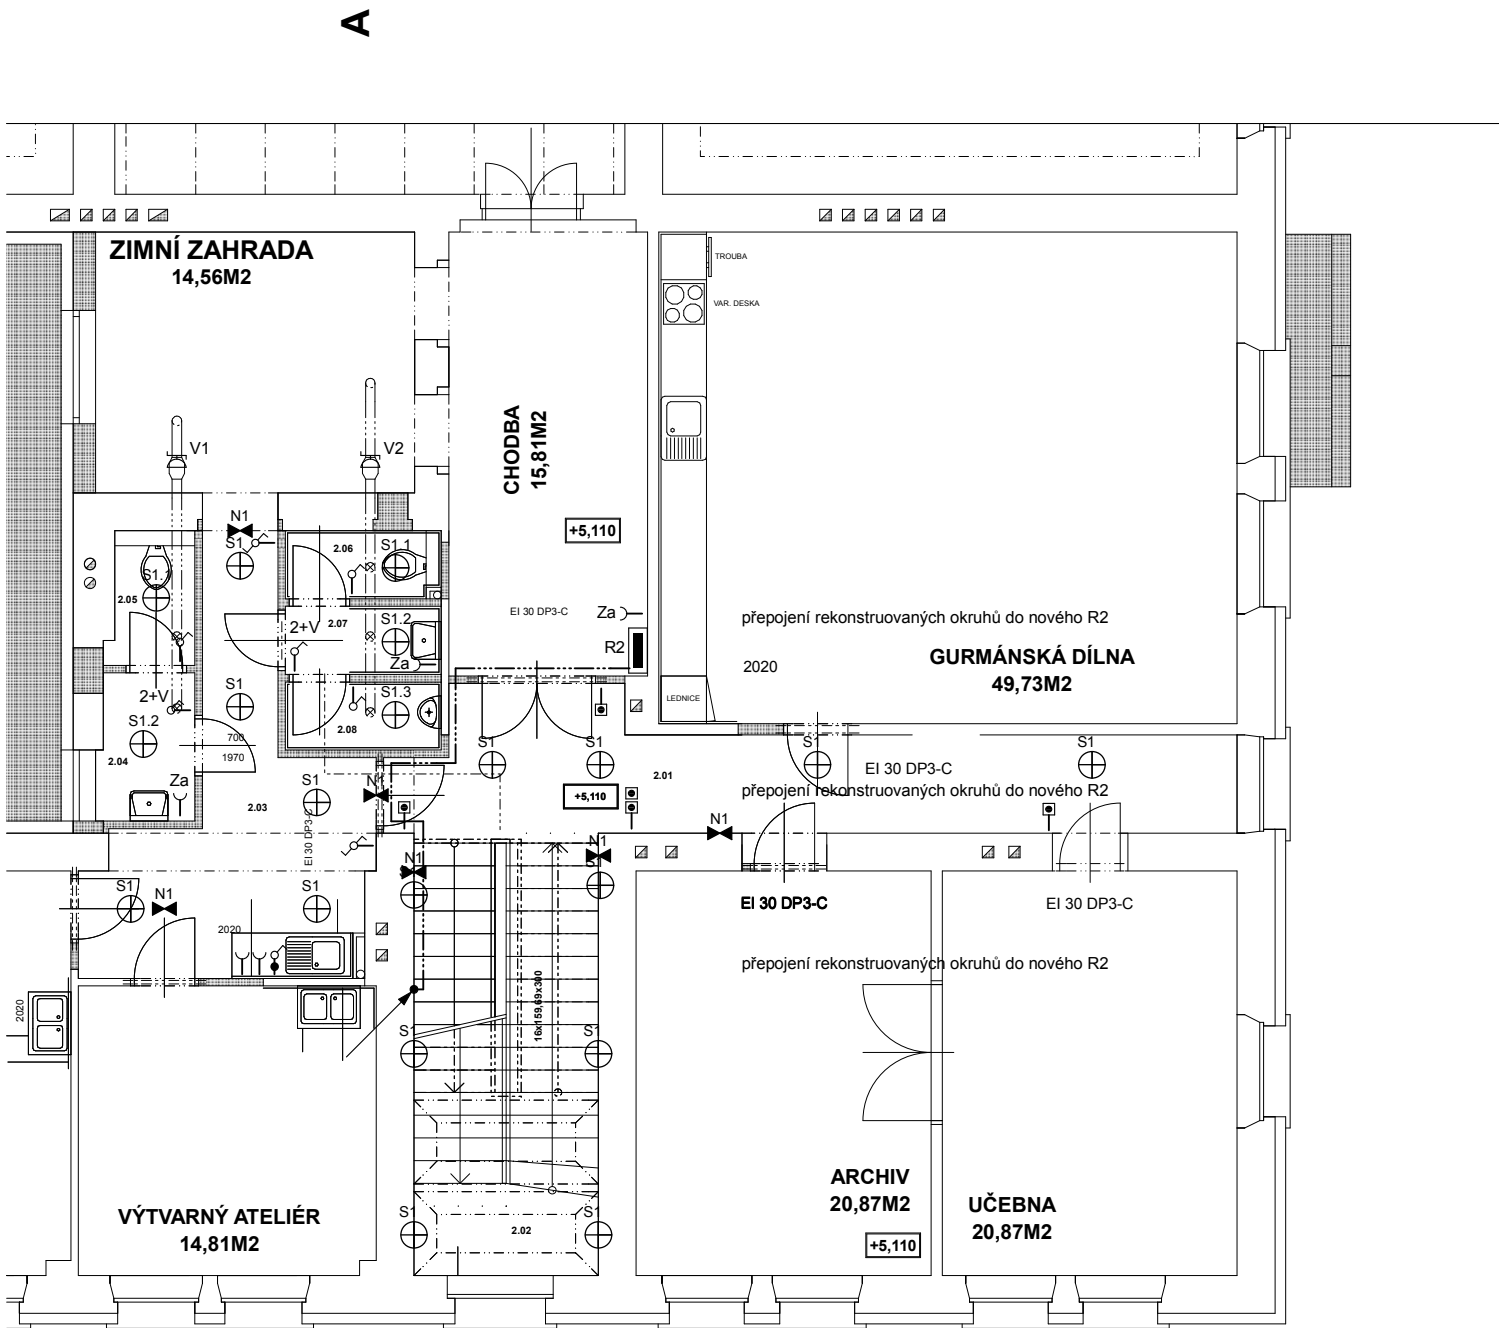 A
ZIMNÍ ZAHRADA
14,56M2
TROUBA
VAR. DESKA
CHODBA
15,81M2
V1
V2
N1
S1
2.06
S1.1
+5,110
S1.1
2.05
EI 30 DP3-C
Za
2+V
2.07
S1.2
Za
R2
přepojení rekonstruovaných okruhů do nového R2
2020
GURMÁNSKÁ DÍLNA
49,73M2
LEDNICE
2+V
S1
S1.3
2.08
S1.2
2.04
700
1970
Za
S1
S1
2.01
S1
EI 30 DP3-C
S1
přepojení rekonstruovaných okruhů do nového R2
+5,110
2.03
S1
N1
EI 30 DP3-C
N1
N1
N1
S1
S1
S1
N1
S1
2020
EI 30 DP3-C
EI 30 DP3-C
přepojení rekonstruovaných okruhů do nového R2
2020
16x159,69x300
S1
S1
VÝTVARNÝ ATELIÉR
14,81M2
S1
S1
2.02
ARCHIV
20,87M2
+5,110
UČEBNA
20,87M2